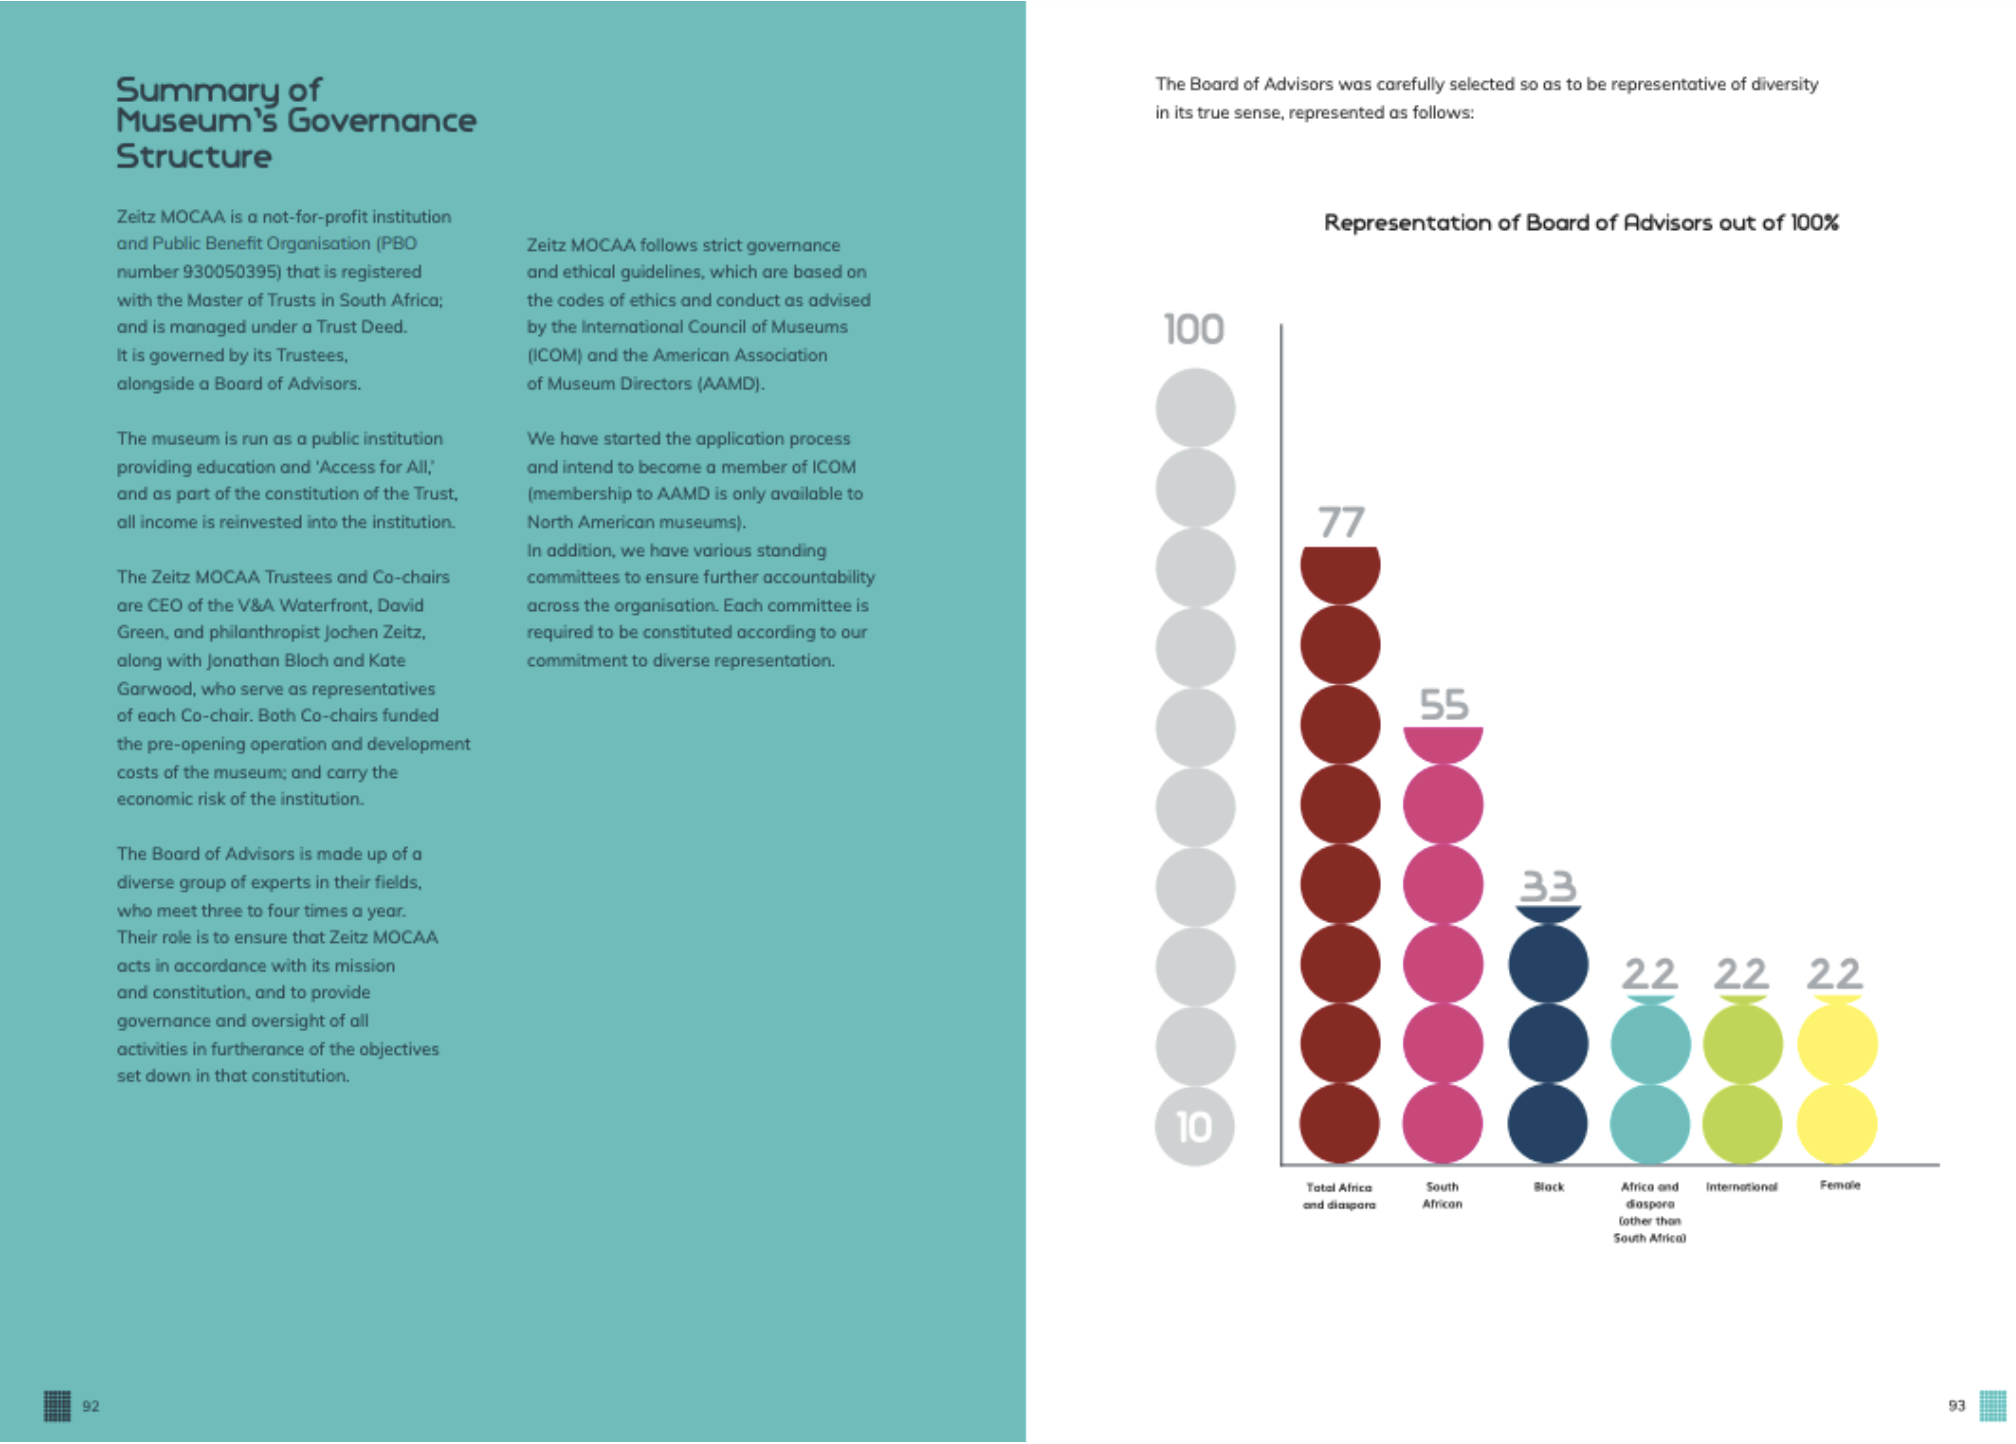 Summary of
Museum's Governance
Structure
Zeitz MOCAA is a not-for-profit institution
and Public Benefit Organisation (PBO
number 930050395) that is registered
with the Master of Trusts in South Africa;
and is managed under a Trust Deed.
It is governed by its Trustees,
alongside a Board of Advisors.
The museum is run as a public institution
providing education and 'Access for All,'
and as part of the constitution of the Trust,
all income is reinvested into the institution.
The Zeitz MOCAA Trustees and Co-chairs
are CEO of the V&A Waterfront, David
Green, and philanthropist Jochen Zeitz,
along with Jonathan Bloch and Kate
Garwood, who serve as representatives
of each Co-chair. Both Co-chairs funded
the pre-opening operation and development
costs of the museum; and carry the
economic risk of the institution.
The Board of Advisors is made up of a
diverse group of experts in their fields,
who meet three to four times a year.
Their role is to ensure that Zeitz MOCAA
acts in accordance with its mission
and constitution, and to provide
governance and oversight of all
activities in furtherance of the objectives
set down in that constitution.
Zeitz MOCAA follows strict governance
and ethical guidelines, which are based on
the codes of ethics and conduct as advised
by the International Council of Museums
(ICOM) and the American Association
of Museum Directors (AAMD).
We have started the application process
and intend to become a member of ICOM
(membership to AAMD is only available to
North American museums).
In addition, we have various standing
committees to ensure further accountability
across the organisation. Each committee is
required to be constituted according to our
commitment to diverse representation.
92
The Board of Advisors was carefully selected so as to be representative of diversity
in its true sense, represented as follows:
Representation of Board of Advisors out of 100%
100
10
77
55
33
22
22
22
Total Africa
and diaspora
South
African
Black
Africa and
diaspora
(other than
South Africa)
International
Female
93